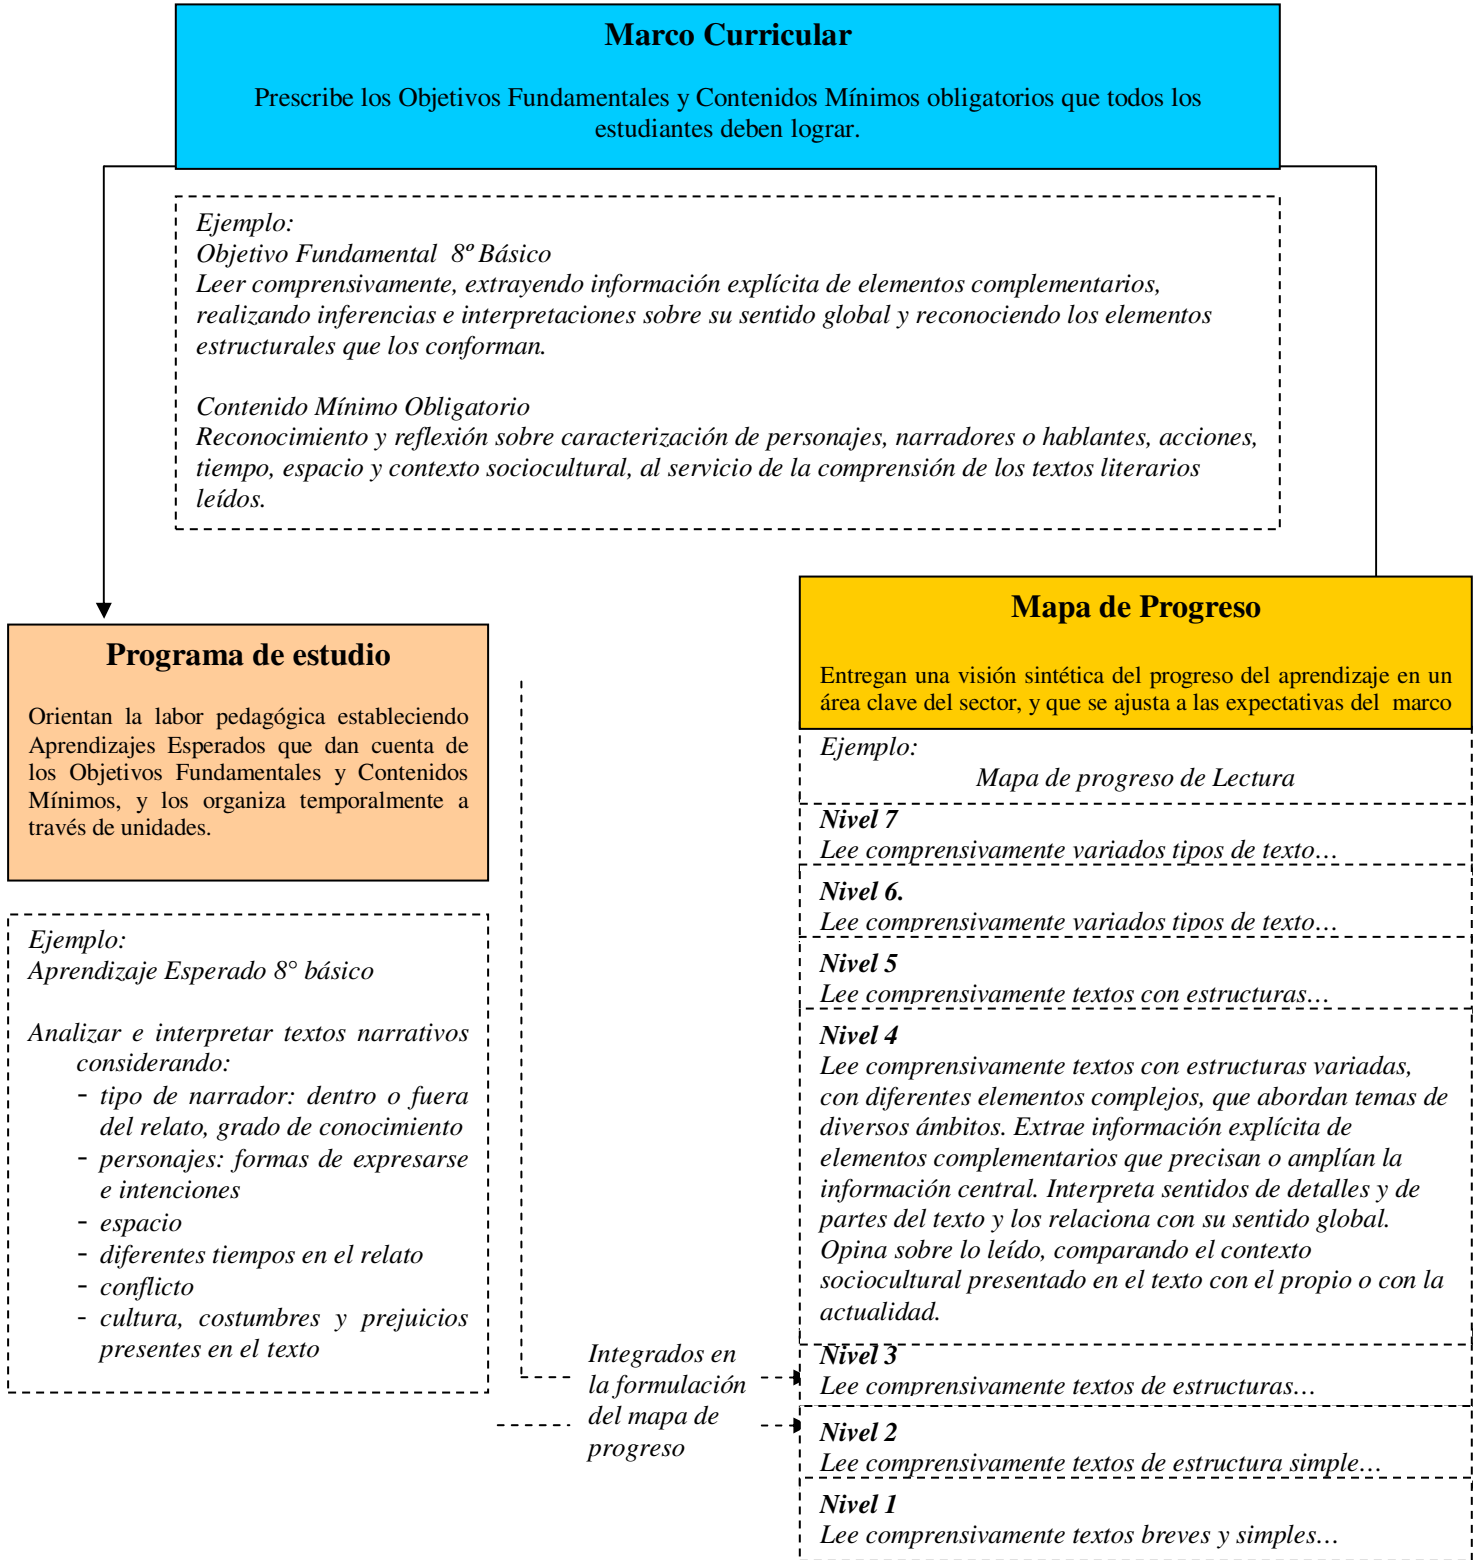 Marco Curricular
Prescribe los Objetivos Fundamentales y Contenidos Mínimos obligatorios que todos los
estudiantes deben lograr.
Ejemplo:
Objetivo Fundamental 8º Básico
Leer comprensivamente, extrayendo información explícita de elementos complementarios,
realizando inferencias e interpretaciones sobre su sentido global y reconociendo los elementos
estructurales que los conforman.
Contenido Mínimo Obligatorio
Reconocimiento y reflexión sobre caracterización de personajes, narradores o hablantes, acciones,
tiempo, espacio y contexto sociocultural, al servicio de la comprensión de los textos literarios
leídos.
Programa de estudio
Orientan la labor pedagógica estableciendo
Aprendizajes Esperados que dan cuenta de
los Objetivos Fundamentales y Contenidos
Mínimos, y los organiza temporalmente a
través de unidades.
Ejemplo:
Aprendizaje Esperado 8° básico
Analizar e interpretar textos narrativos
considerando:
- tipo de narrador: dentro o fuera
del relato, grado de conocimiento
- personajes: formas de expresarse
e intenciones
- espacio
- diferentes tiempos en el relato
- conflicto
- cultura, costumbres y prejuicios
presentes en el texto
Integrados en
la formulación
del mapa de
progreso
Mapa de Progreso
Entregan una visión sintética del progreso del aprendizaje en un
área clave del sector, y que se ajusta a las expectativas del marco
Ejemplo:
Mapa de progreso de Lectura
Nivel 7
Lee comprensivamente variados tipos de texto…
Nivel 6.
Lee comprensivamente variados tipos de texto…
Nivel 5
Lee comprensivamente textos con estructuras…
Nivel 4
Lee comprensivamente textos con estructuras variadas,
con diferentes elementos complejos, que abordan temas de
diversos ámbitos. Extrae información explícita de
elementos complementarios que precisan o amplían la
información central. Interpreta sentidos de detalles y de
partes del texto y los relaciona con su sentido global.
Opina sobre lo leído, comparando el contexto
sociocultural presentado en el texto con el propio o con la
actualidad.
Nivel 3
Lee comprensivamente textos de estructuras…
Nivel 2
Lee comprensivamente textos de estructura simple…
Nivel 1
Lee comprensivamente textos breves y simples…